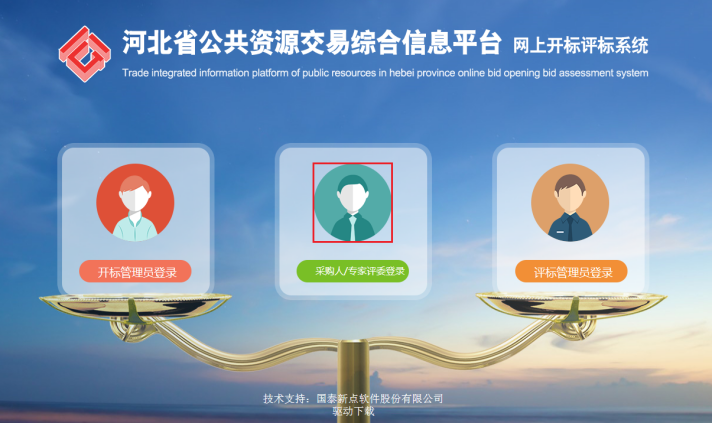 河北省公共资源交易综合信息平台 网上开标评标系统
Trade integrated information platform of public resources in hebei province online bid opening bid assessment system
开标管理员登录
采购人/专家评委登录
评标管理员登录
技术支持：国泰新点软件股份有限公司
驱动下载